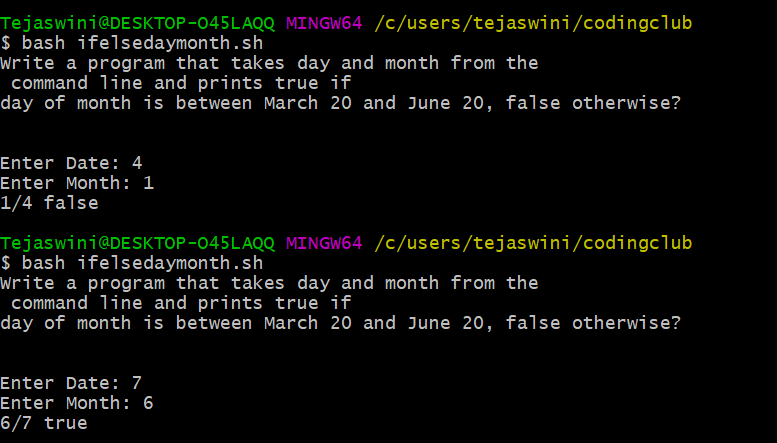 Tejaswini@DESKTOP-O45LAQQ MINGW64 /c/users/tejaswini/codingclub
$ bash ifelsedaymonth.sh
Write a program that takes day and month from the
 command line and prints true if
day of month is between March 20 and June 20, false otherwise?
Enter Date: 4
Enter Month: 1
1/4 false
Tejaswini@DESKTOP-O45LAQQ MINGW64 /c/users/tejaswini/codingclub
$ bash ifelsedaymonth.sh
Write a program that takes day and month from the
 command line and prints true if
day of month is between March 20 and June 20, false otherwise?
Enter Date: 7
Enter Month: 6
6/7 true